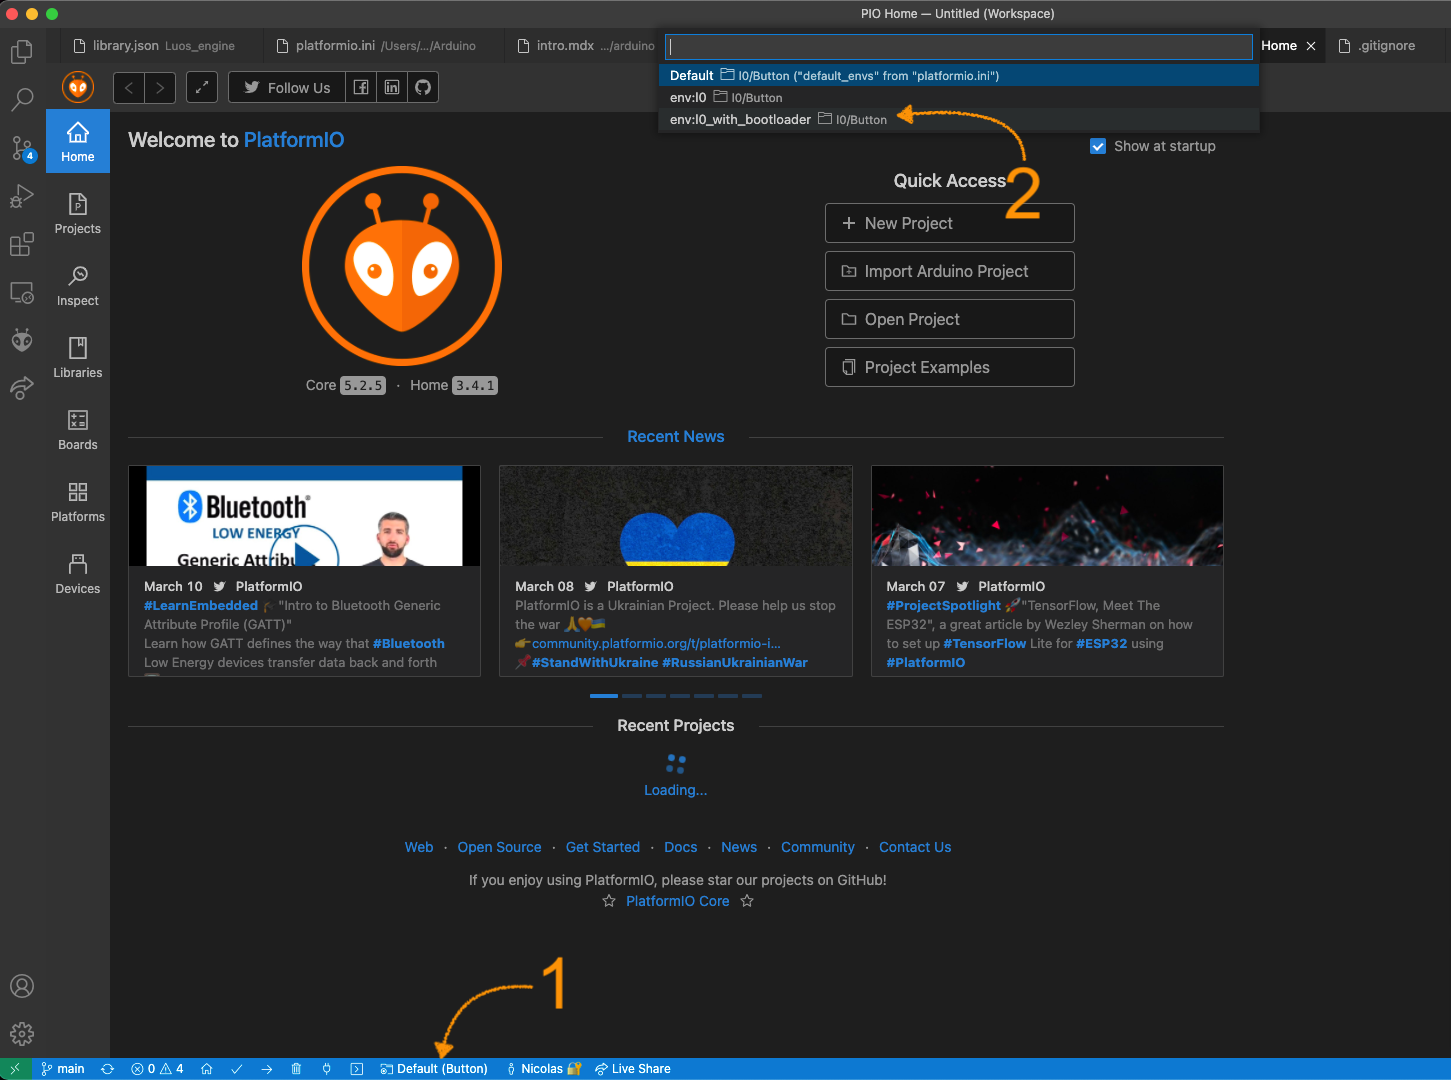 PIO Home — Untitled (Workspace)
library.json Luos_engine
platformio.ini /Users/.../Arduino
intro.mdx .../arduino
Home
.gitignore
Default l0/Button ("default_envs" from "platformio.ini")
env:l0 l0/Button
env:l0_with_bootloader l0/Button
2
Follow Us
Show at startup
4
Home
Projects
Inspect
Libraries
Boards
Platforms
Devices
Welcome to PlatformIO
Core 5.2.5 · Home 3.4.1
Quick Access
New Project
Import Arduino Project
Open Project
Project Examples
Recent News
Bluetooth®
LOW ENERGY
March 10 PlatformIO
#LearnEmbedded 🎓 "Intro to Bluetooth Generic
Attribute Profile (GATT)"
Learn how GATT defines the way that #Bluetooth
Low Energy devices transfer data back and forth
March 08 PlatformIO
PlatformIO is a Ukrainian Project. Please help us stop
the war 🙏🧡🇺🇦
👉community.platformio.org/t/platformio-i...
📌#StandWithUkraine #RussianUkrainianWar
March 07 PlatformIO
#ProjectSpotlight 🚀"TensorFlow, Meet The
ESP32", a great article by Wezley Sherman on how
to set up #TensorFlow Lite for #ESP32 using
#PlatformIO
Recent Projects
Loading...
Web · Open Source · Get Started · Docs · News · Community · Contact Us
If you enjoy using PlatformIO, please star our projects on GitHub!
PlatformIO Core
1
main 0 4 Default (Button) Nicolas 🔐 Live Share